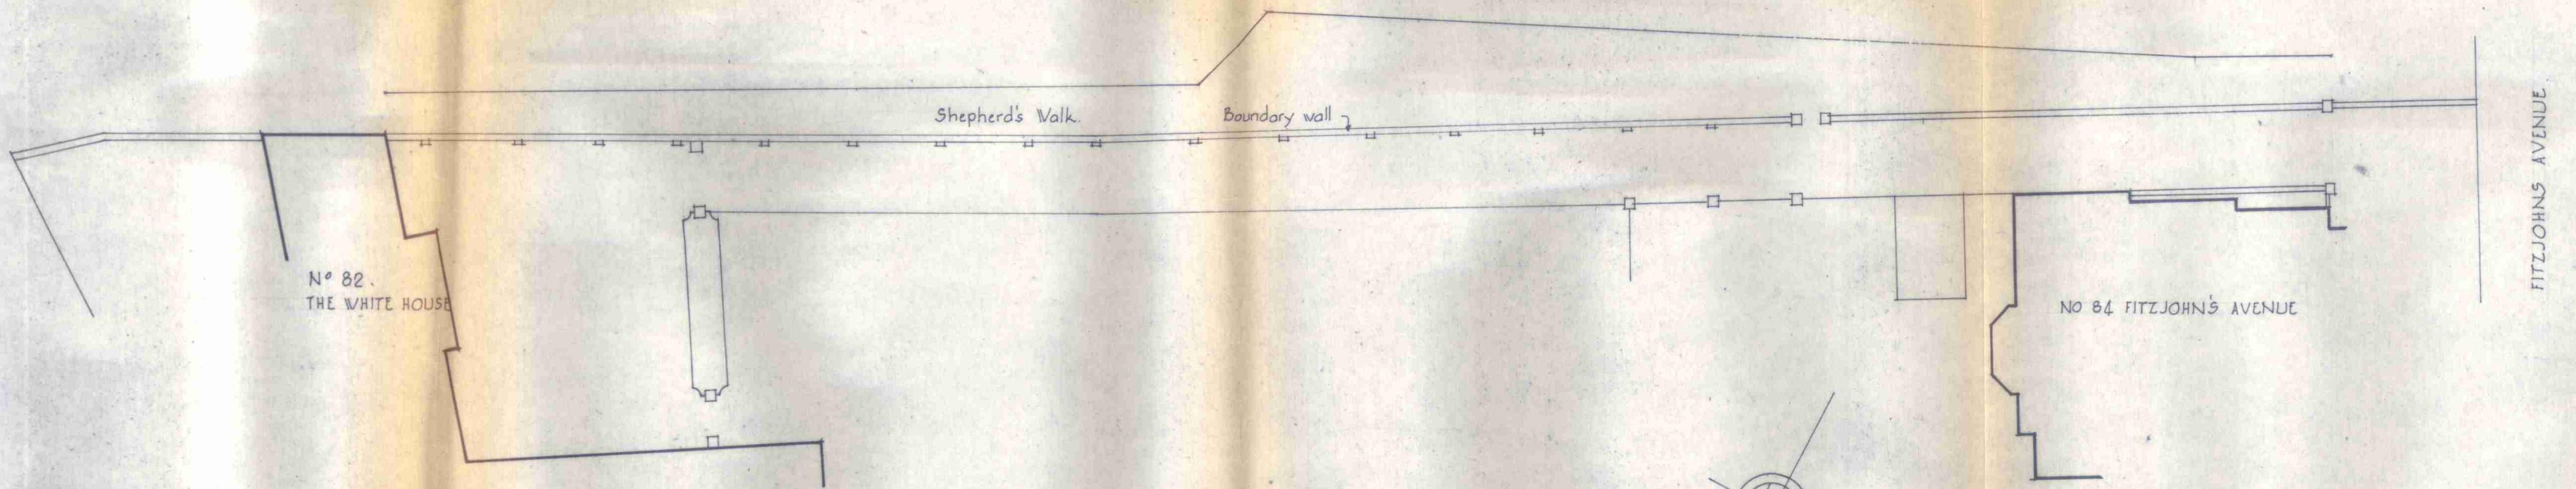 Shepherd's Walk.
Boundary wall
Nº 82.
THE WHITE HOUSE
NO 84 FITZJOHN'S AVENUE
FITZJOHNS AVENUE